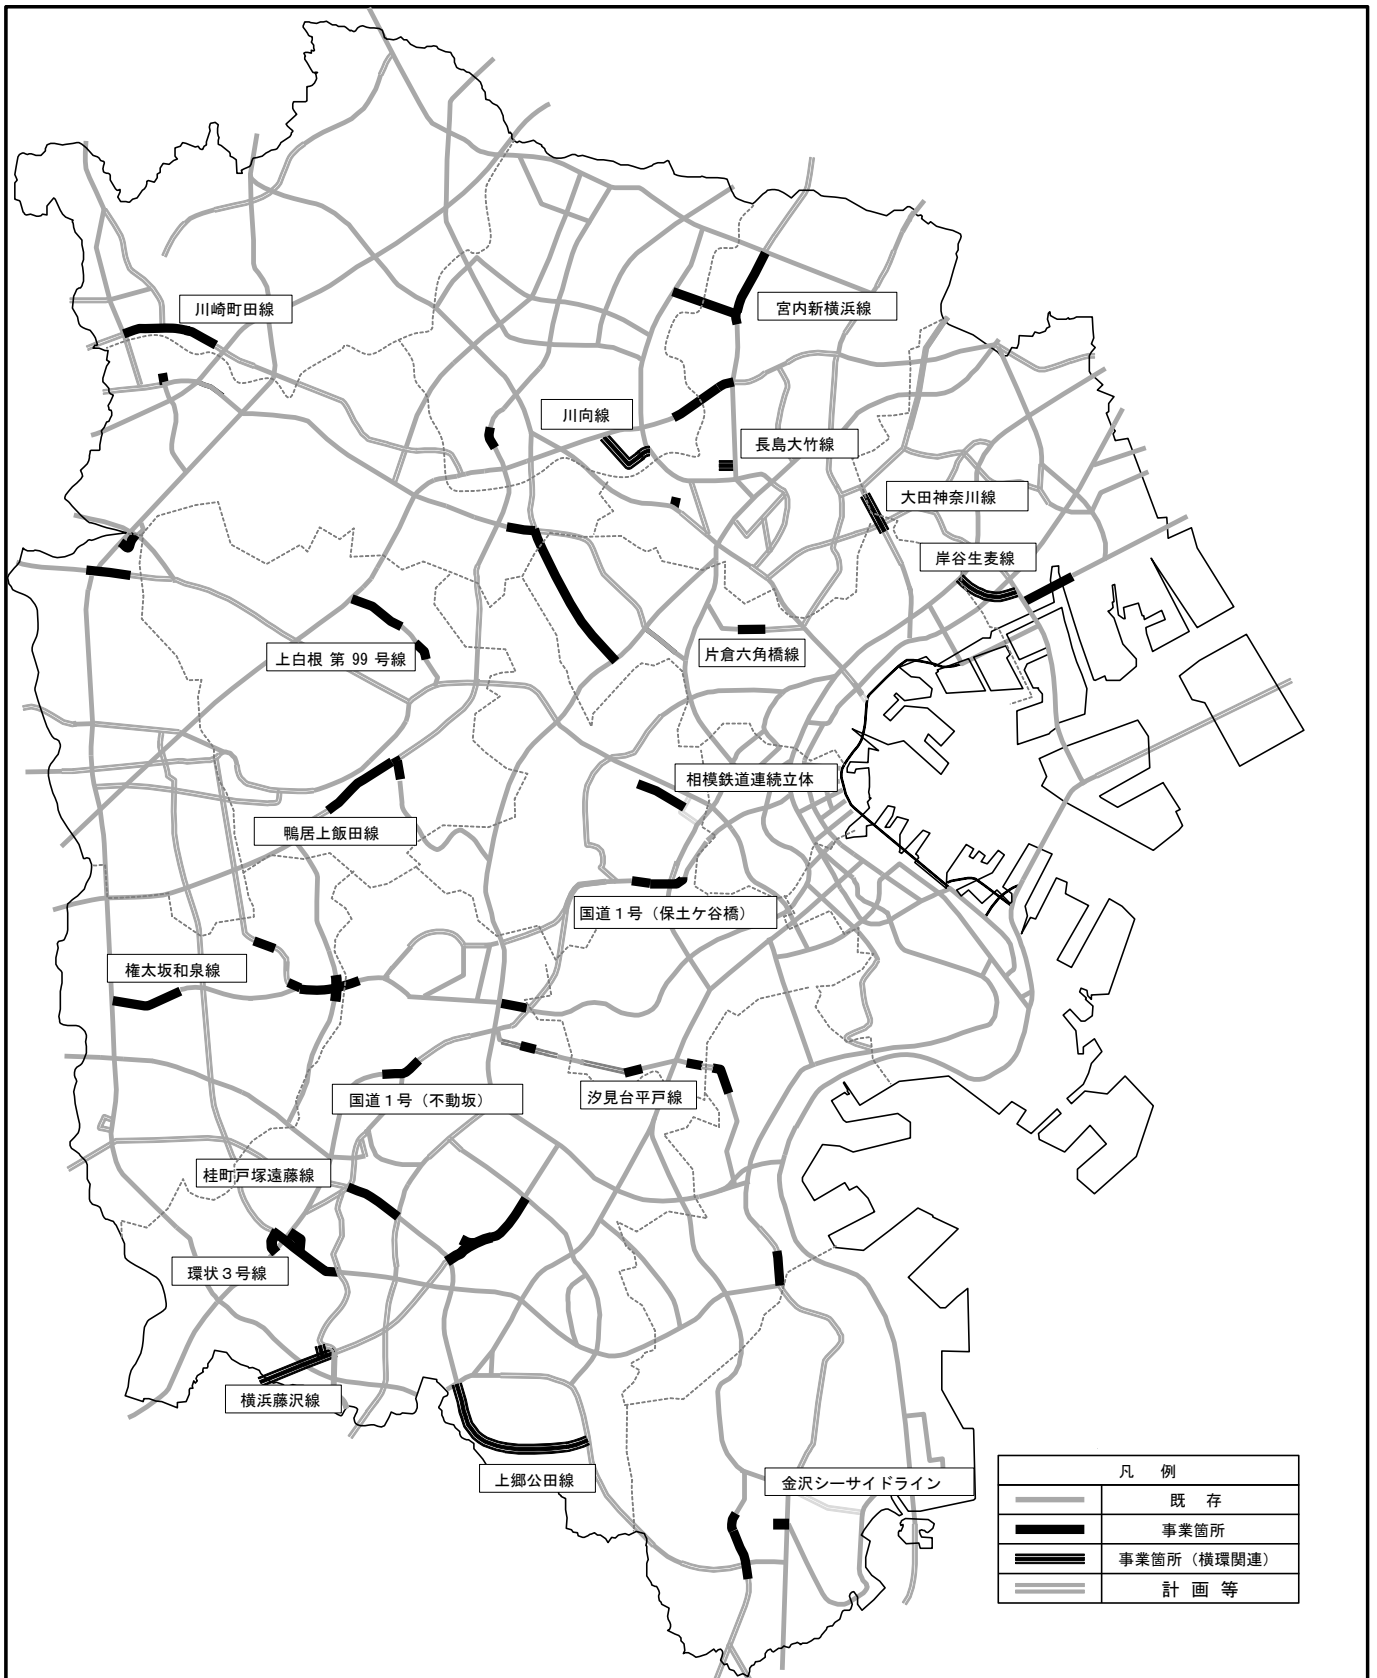 川崎町田線
宮内新横浜線
川向線
長島大竹線
大田神奈川線
岸谷生麦線
上白根 第 99 号線
片倉六角橋線
相模鉄道連続立体
鴨居上飯田線
国道１号（保土ケ谷橋）
権太坂和泉線
国道１号（不動坂）
汐見台平戸線
桂町戸塚遠藤線
環状３号線
横浜藤沢線
上郷公田線
金沢シーサイドライン
凡 例
既 存
事業箇所
事業箇所（横環関連）
計 画 等